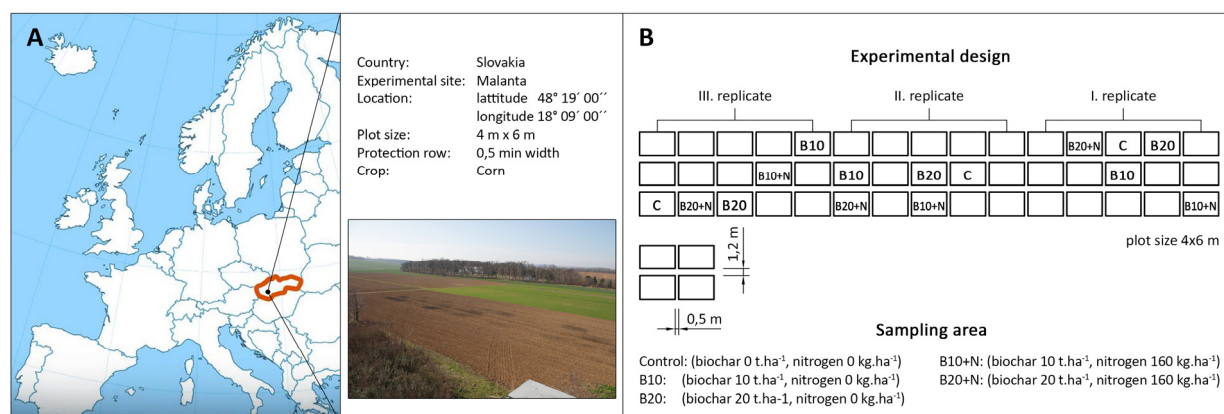 A
Country: Slovakia
Experimental site: Malanta
Location: lattitude 48° 19´ 00´´
longitude 18° 09´ 00´´
Plot size: 4 m x 6 m
Protection row: 0,5 min width
Crop: Corn
B
Experimental design
III. replicate II. replicate I. replicate
B10 B20+N C B20
B10+N B10 B20 C B10
C B20+N B20 B20+N B10+N B10+N
plot size 4x6 m
1,2 m
0,5 m
Sampling area
Control: (biochar 0 t.ha⁻¹, nitrogen 0 kg.ha⁻¹)
B10: (biochar 10 t.ha⁻¹, nitrogen 0 kg.ha⁻¹)
B20: (biochar 20 t.ha-1, nitrogen 0 kg.ha⁻¹)
B10+N: (biochar 10 t.ha⁻¹, nitrogen 160 kg.ha⁻¹)
B20+N: (biochar 20 t.ha⁻¹, nitrogen 160 kg.ha⁻¹)